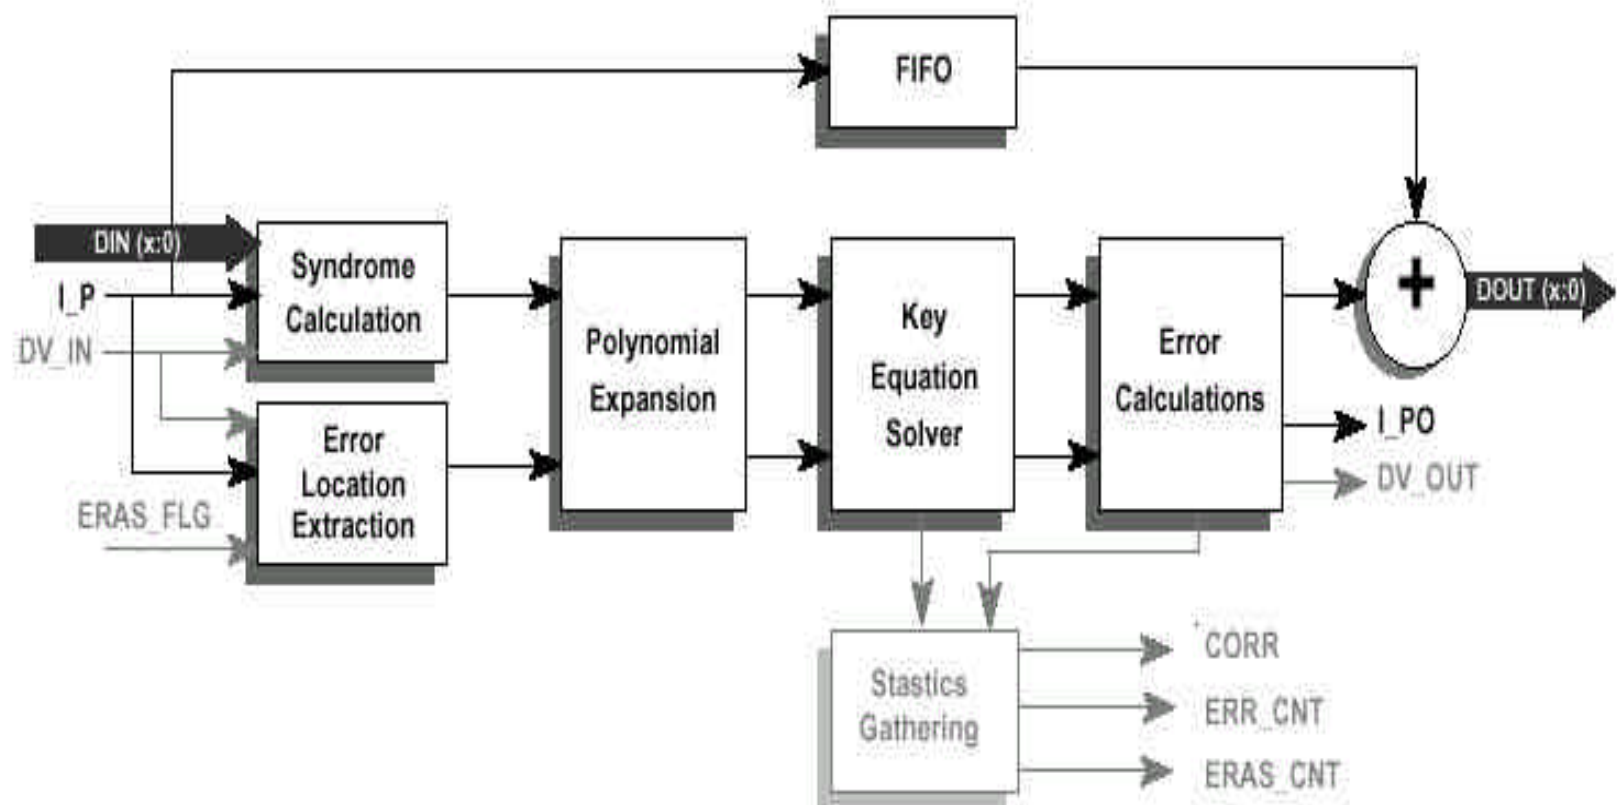 FIFO
DIN (x:0)
Syndrome
Calculation
I_P
DV_IN
Error
Location
Extraction
ERAS_FLG
Polynomial
Expansion
Key
Equation
Solver
Error
Calculations
+
DOUT (x:0)
I_PO
DV_OUT
Stastics
Gathering
CORR
ERR_CNT
ERAS_CNT